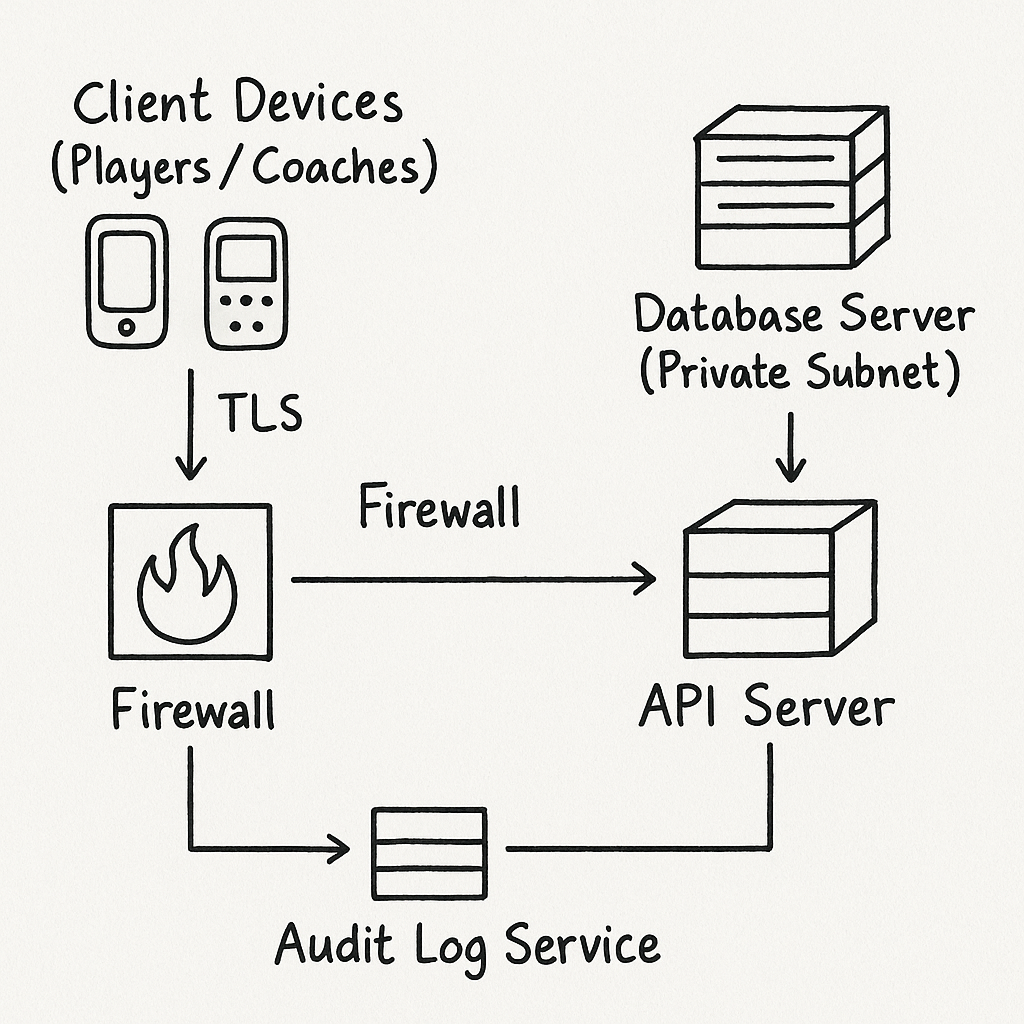 Client Devices
(Players / Coaches)
Database Server
(Private Subnet)
TLS
Firewall
Firewall
API Server
Audit Log Service